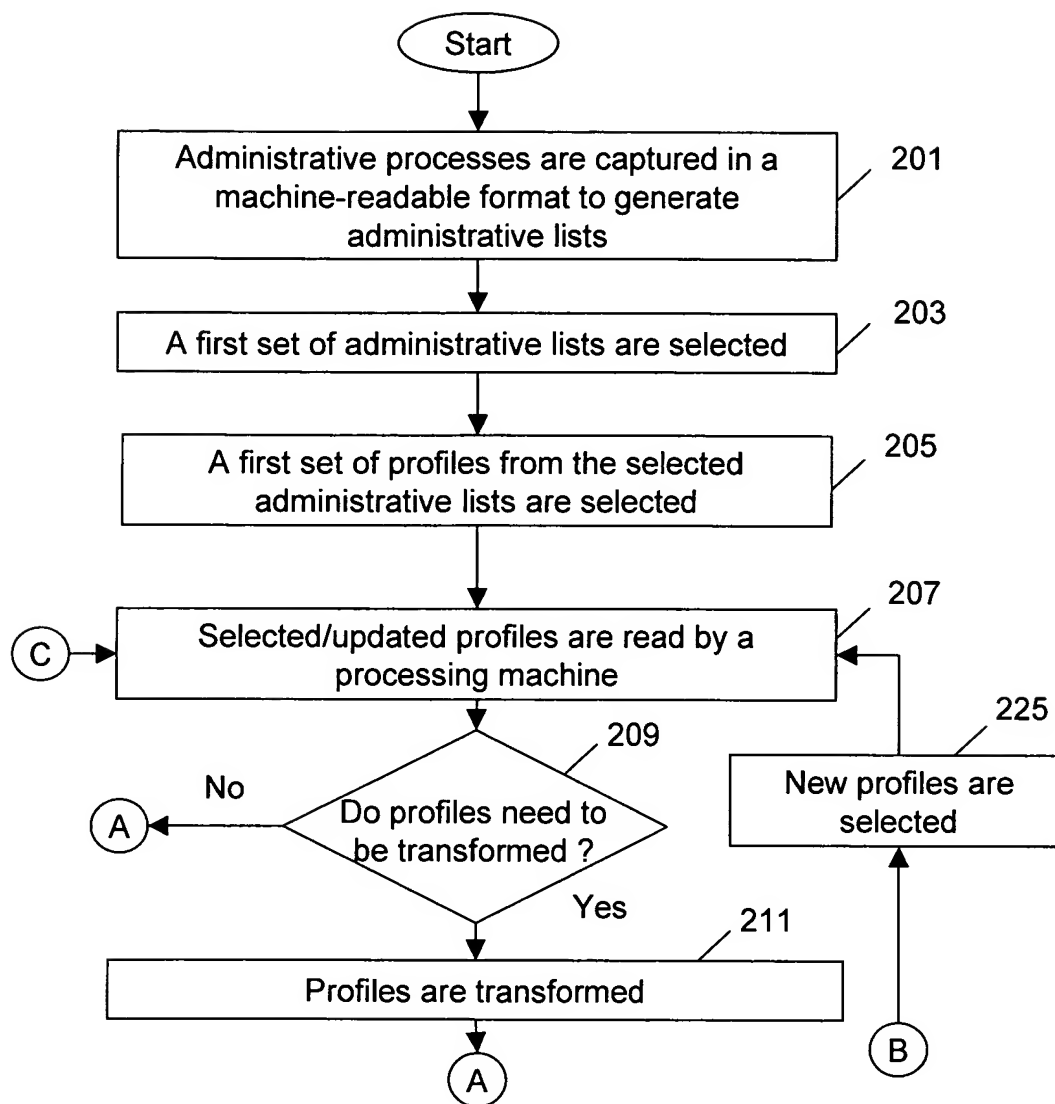 Start
Administrative processes are captured in a
machine-readable format to generate
administrative lists
201
A first set of administrative lists are selected
203
A first set of profiles from the selected
administrative lists are selected
205
Selected/updated profiles are read by a
processing machine
207
C
209
225
No
Do profiles need to
be transformed ?
A
New profiles are
selected
Yes
211
Profiles are transformed
B
A